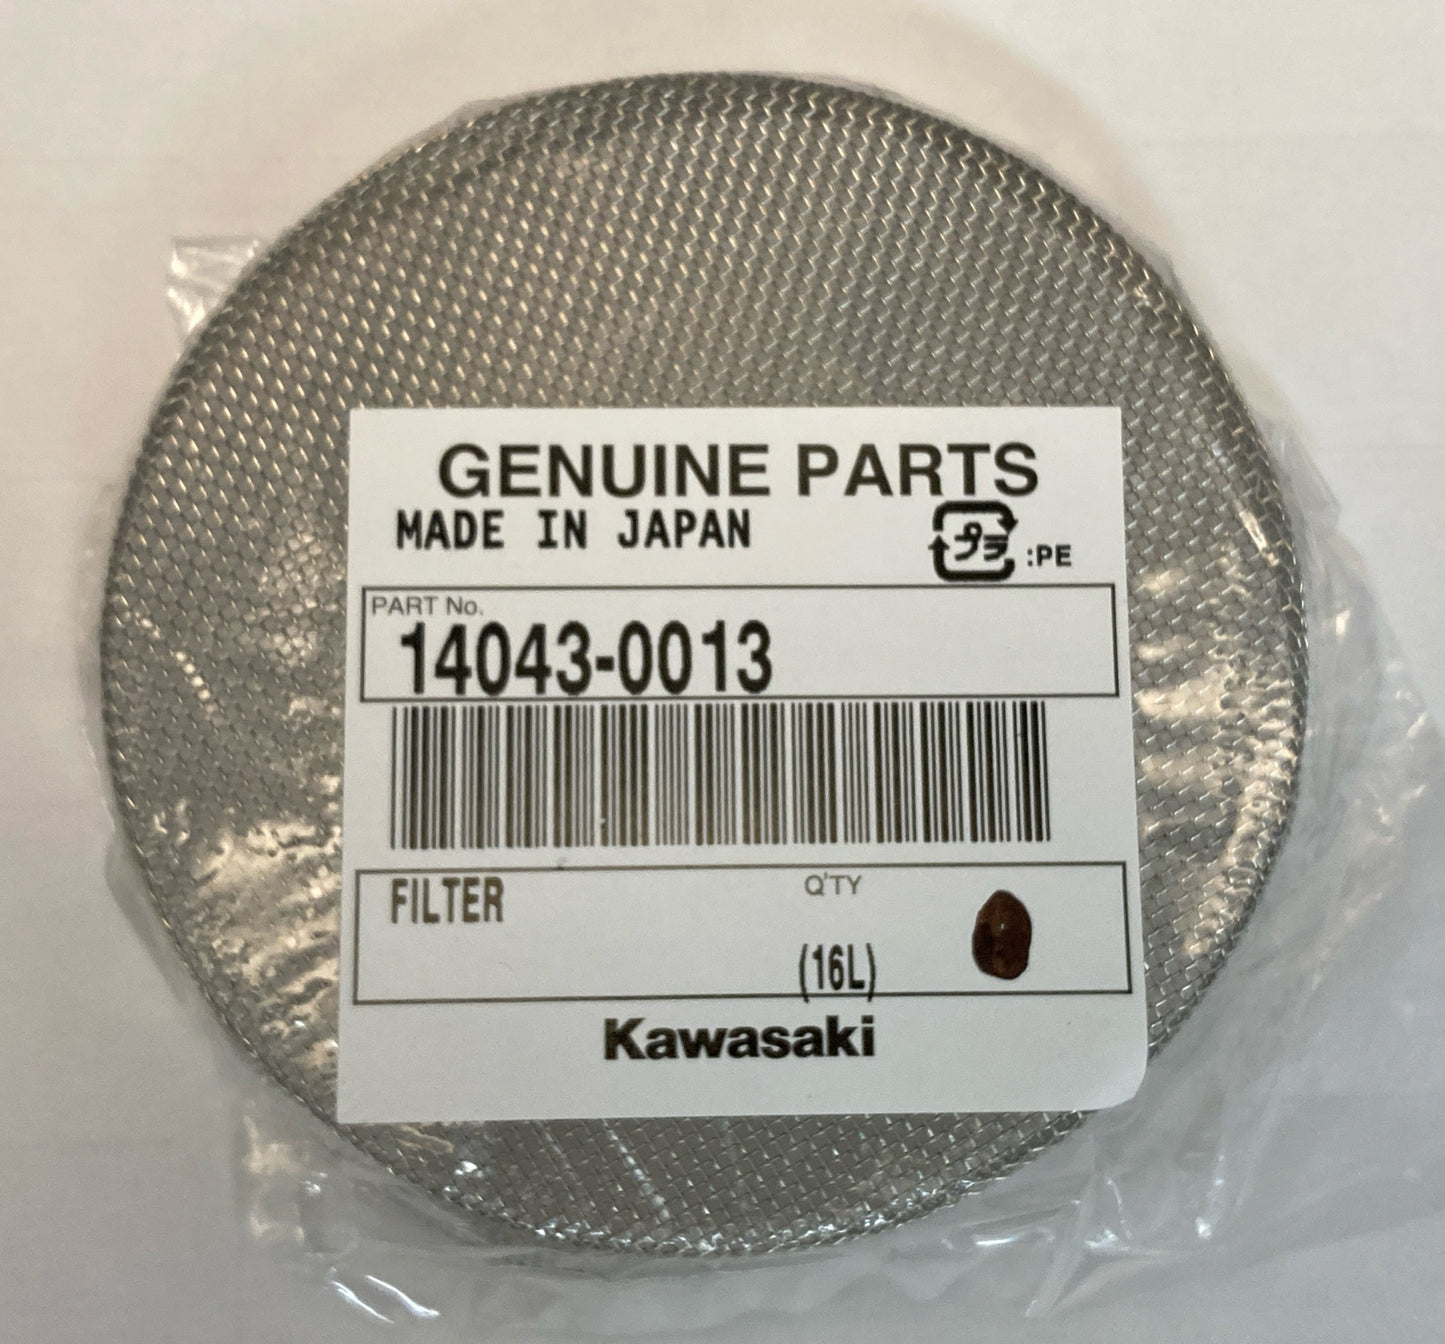 GENUINE PARTS
MADE IN JAPAN
プラ :PE
PART No.
14043-0013
FILTER Q'TY
(16L)
Kawasaki